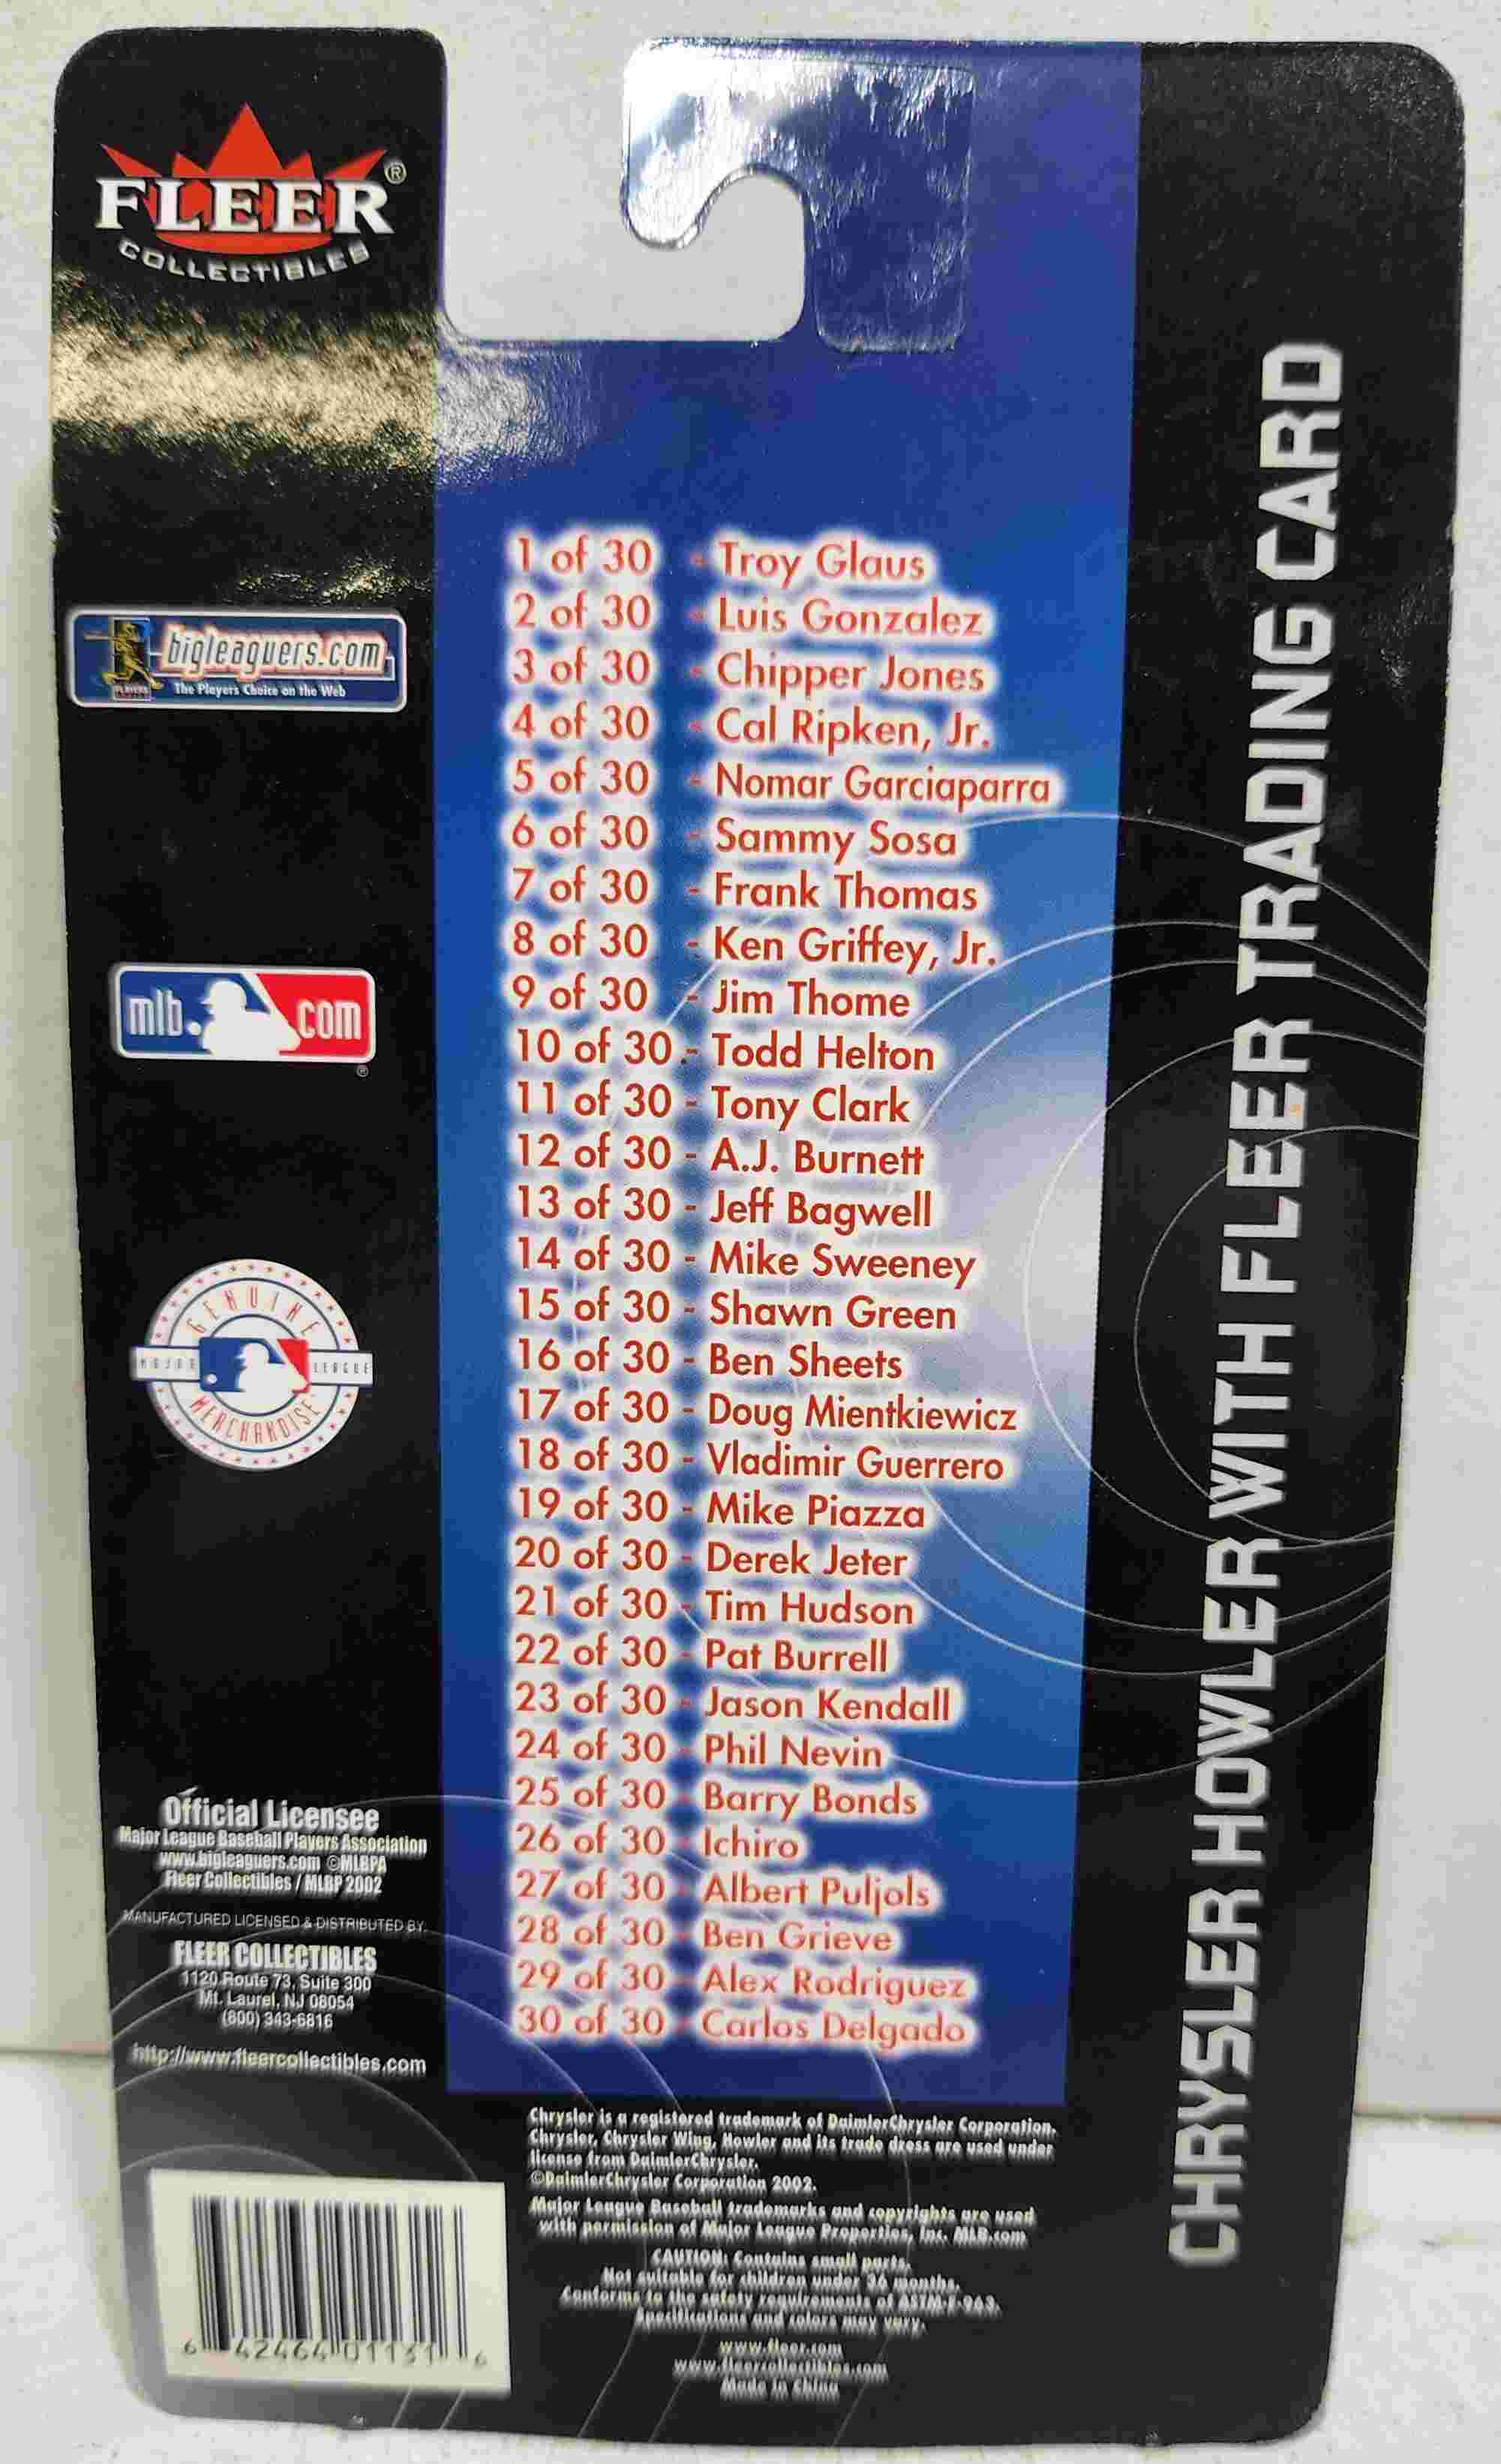 FLEER®
COLLECTIBLES
bigleaguers.com
The Players Choice on the Web
PLAYERS
mlb.com
®
GENUINE
MAJOR LEAGUE
MERCHANDISE
Official Licensee
Major League Baseball Players Association
www.bigleaguers.com ©MLBPA
Fleer Collectibles / MLBP 2002
MANUFACTURED LICENSED & DISTRIBUTED BY:
FLEER COLLECTIBLES
1120 Route 73, Suite 300
Mt. Laurel, NJ 08054
(800) 343-6816
http://www.fleercollectibles.com
6 42464 01131 6
1 of 30 - Troy Glaus
2 of 30 - Luis Gonzalez
3 of 30 - Chipper Jones
4 of 30 - Cal Ripken, Jr.
5 of 30 - Nomar Garciaparra
6 of 30 - Sammy Sosa
7 of 30 - Frank Thomas
8 of 30 - Ken Griffey, Jr.
9 of 30 - Jim Thome
10 of 30 - Todd Helton
11 of 30 - Tony Clark
12 of 30 - A.J. Burnett
13 of 30 - Jeff Bagwell
14 of 30 - Mike Sweeney
15 of 30 - Shawn Green
16 of 30 - Ben Sheets
17 of 30 - Doug Mientkiewicz
18 of 30 - Vladimir Guerrero
19 of 30 - Mike Piazza
20 of 30 - Derek Jeter
21 of 30 - Tim Hudson
22 of 30 - Pat Burrell
23 of 30 - Jason Kendall
24 of 30 - Phil Nevin
25 of 30 - Barry Bonds
26 of 30 - Ichiro
27 of 30 - Albert Puljols
28 of 30 - Ben Grieve
29 of 30 - Alex Rodriguez
30 of 30 - Carlos Delgado
Chrysler is a registered trademark of DaimlerChrysler Corporation.
Chrysler, Chrysler Wing, Howler and its trade dress are used under
license from DaimlerChrysler.
©DaimlerChrysler Corporation 2002.
Major League Baseball trademarks and copyrights are used
with permission of Major League Properties, Inc. MLB.com
CAUTION: Contains small parts.
Not suitable for children under 36 months.
Conforms to the safety requirements of ASTM-F-963.
Specifications and colors may vary.
www.fleer.com
www.fleercollectibles.com
Made in China
CHRYSLER HOWLER WITH FLEER TRADING CARD